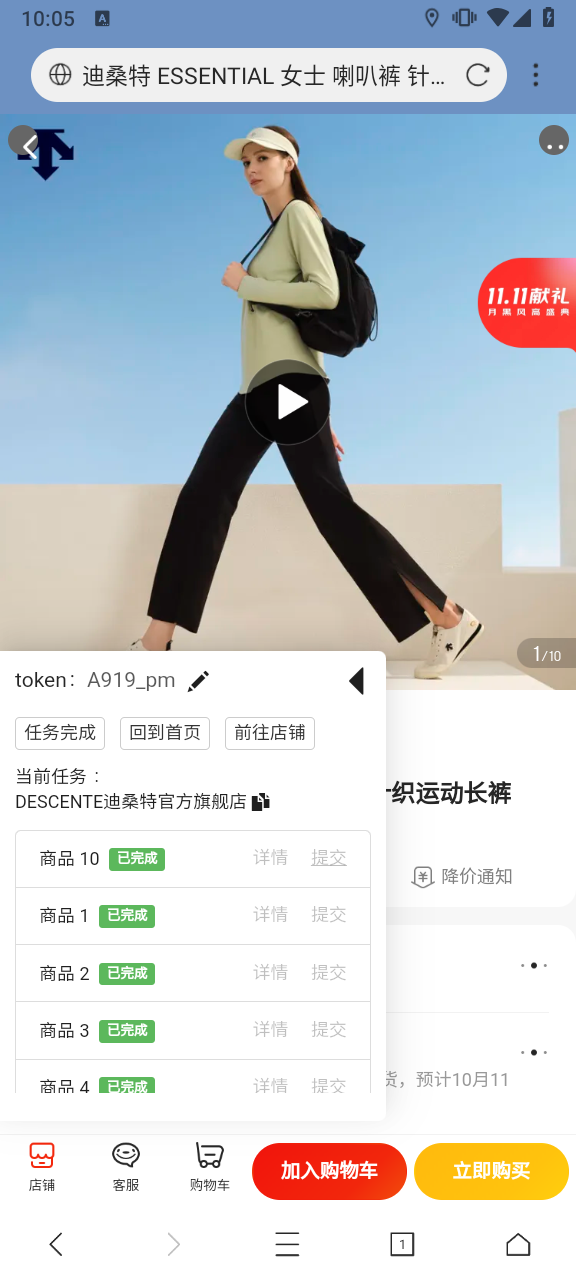 10:05
A
迪桑特 ESSENTIAL 女士 喇叭裤 针…
11.11献礼
月黑风高盛典
1/10
token： A919_pm
任务完成 回到首页 前往店铺
当前任务：
DESCENTE迪桑特官方旗舰店
织运动长裤
商品 10 已完成 详情 提交
降价通知
商品 1 已完成 详情 提交
商品 2 已完成 详情 提交
商品 3 已完成 详情 提交
商品 4 已完成 详情 提交
货，预计10月11
店铺 客服 购物车 加入购物车 立即购买
1